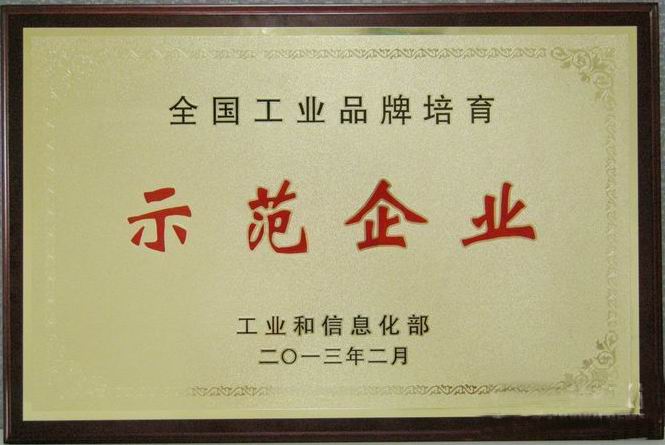 全国工业品牌培育
示范企业
工业和信息化部
二〇一三年二月